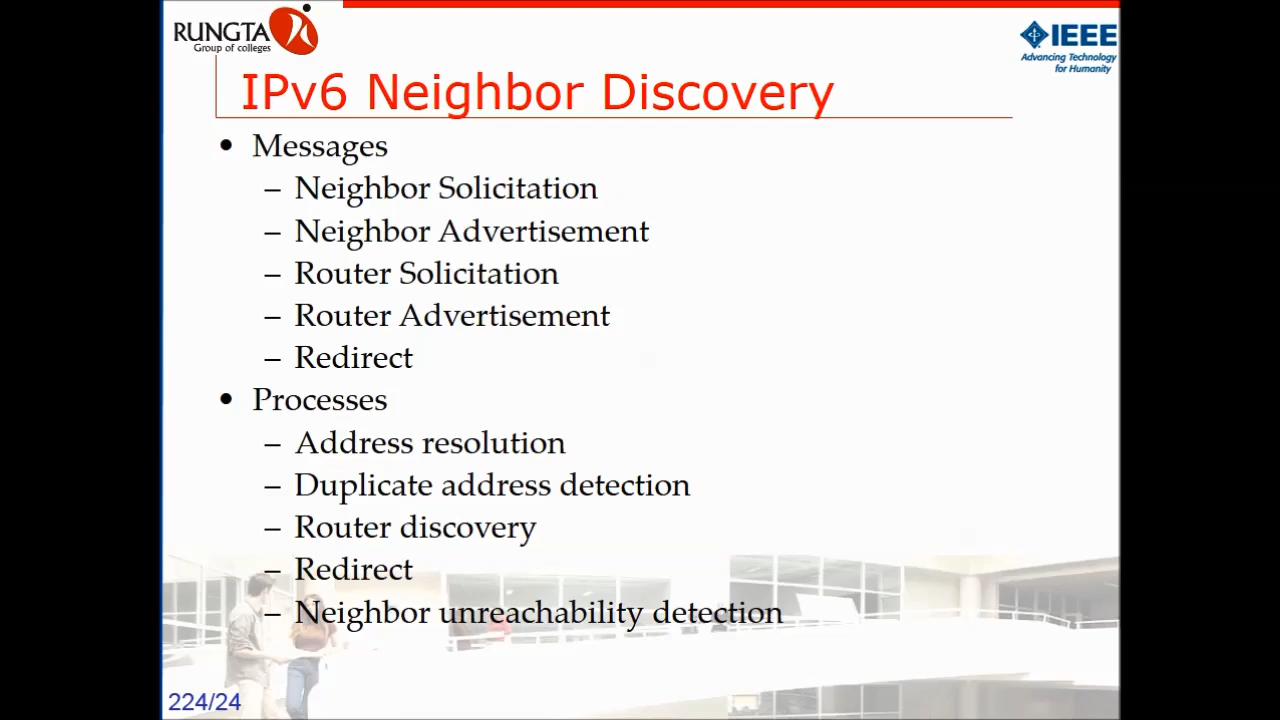 RUNGTA
Group of colleges
IEEE
Advancing Technology
for Humanity
IPv6 Neighbor Discovery
• Messages
– Neighbor Solicitation
– Neighbor Advertisement
– Router Solicitation
– Router Advertisement
– Redirect
• Processes
– Address resolution
– Duplicate address detection
– Router discovery
– Redirect
– Neighbor unreachability detection
224/24